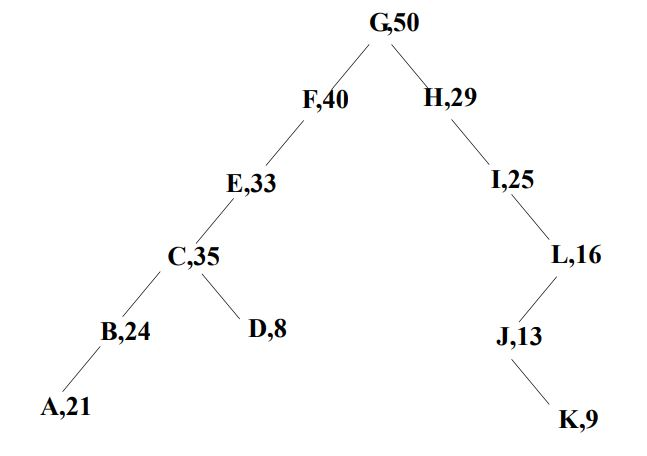 G,50
F,40
H,29
E,33
I,25
C,35
L,16
B,24
D,8
J,13
A,21
K,9